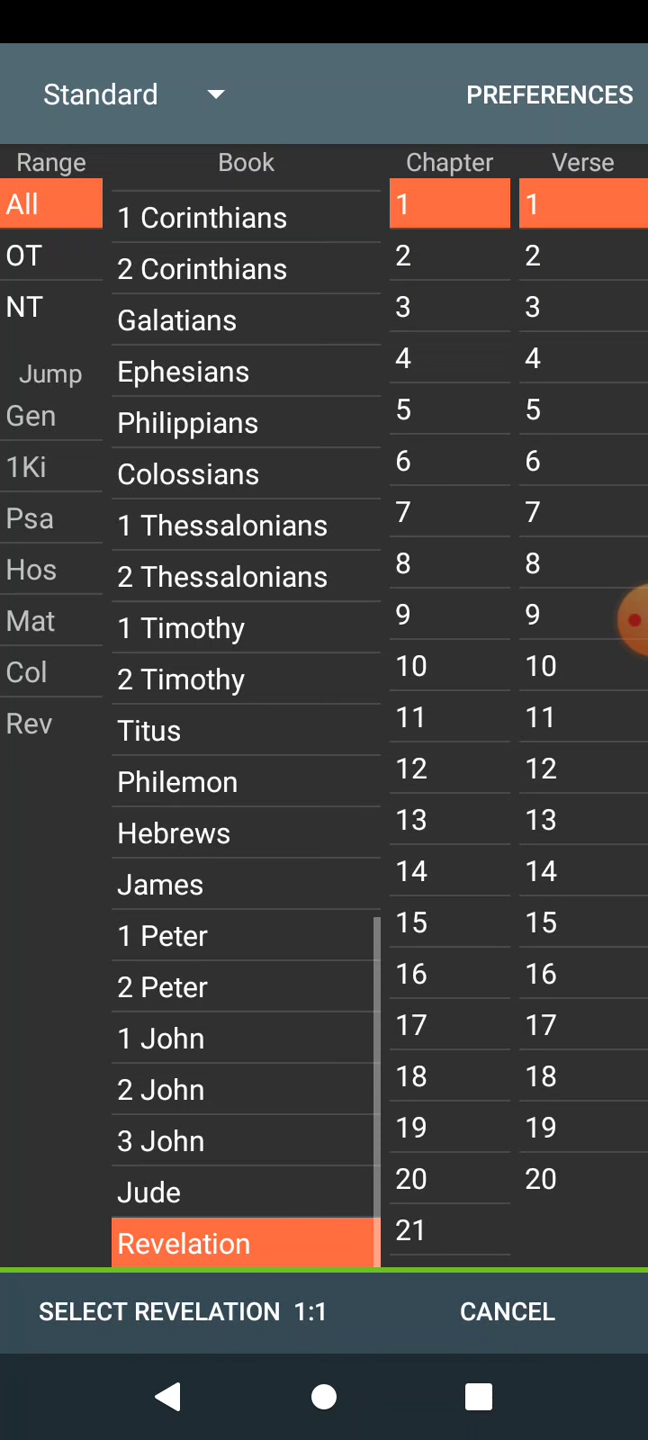 Standard
PREFERENCES
Range
All
OT
NT
Jump
Gen
1Ki
Psa
Hos
Mat
Col
Rev
Book
1 Corinthians
2 Corinthians
Galatians
Ephesians
Philippians
Colossians
1 Thessalonians
2 Thessalonians
1 Timothy
2 Timothy
Titus
Philemon
Hebrews
James
1 Peter
2 Peter
1 John
2 John
3 John
Jude
Revelation
Chapter
1
2
3
4
5
6
7
8
9
10
11
12
13
14
15
16
17
18
19
20
21
Verse
1
2
3
4
5
6
7
8
9
10
11
12
13
14
15
16
17
18
19
20
SELECT REVELATION 1:1
CANCEL